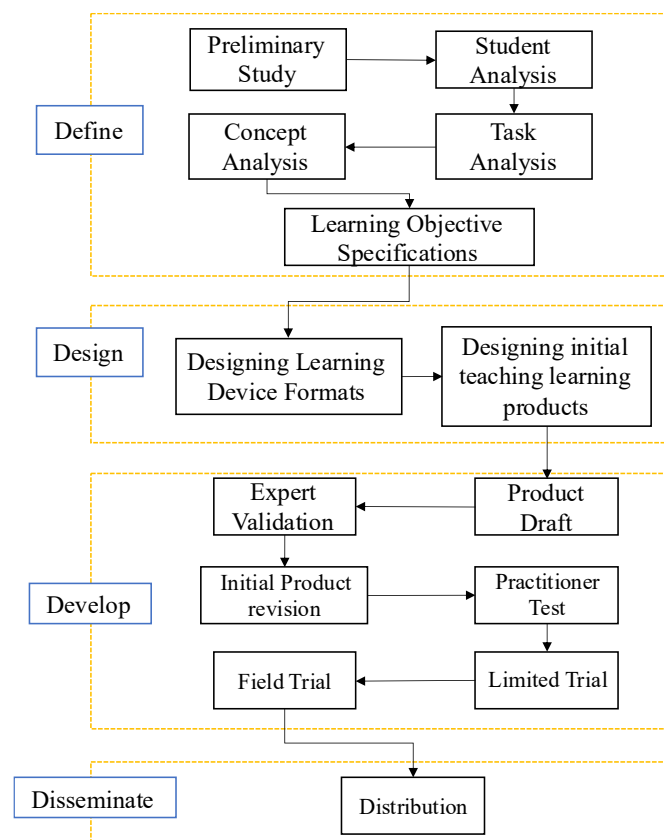 Preliminary
Study
Student
Analysis
Define
Concept
Analysis
Task
Analysis
Learning Objective
Specifications
Design
Designing Learning
Device Formats
Designing initial
teaching learning
products
Expert
Validation
Product
Draft
Develop
Initial Product
revision
Practitioner
Test
Field Trial
Limited Trial
Disseminate
Distribution